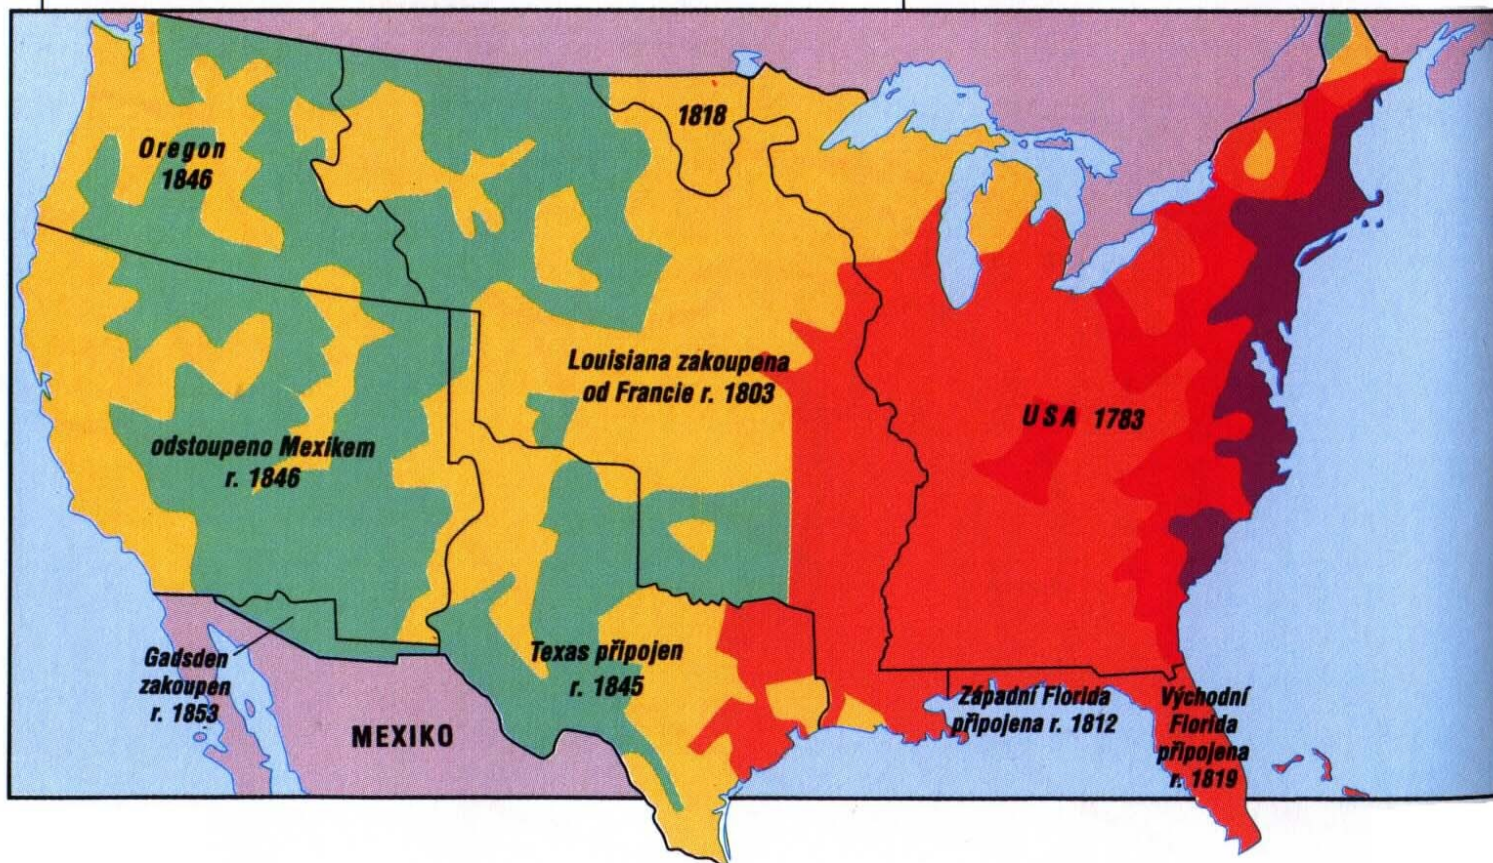 1818
Oregon
1846
Louisiana zakoupena
od Francie r. 1803
USA 1783
odstoupeno Mexikem
r. 1846
Gadsden
zakoupen
r. 1853
MEXIKO
Texas připojen
r. 1845
Západní Florida
připojena r. 1812
Východní
Florida
připojena
r. 1819